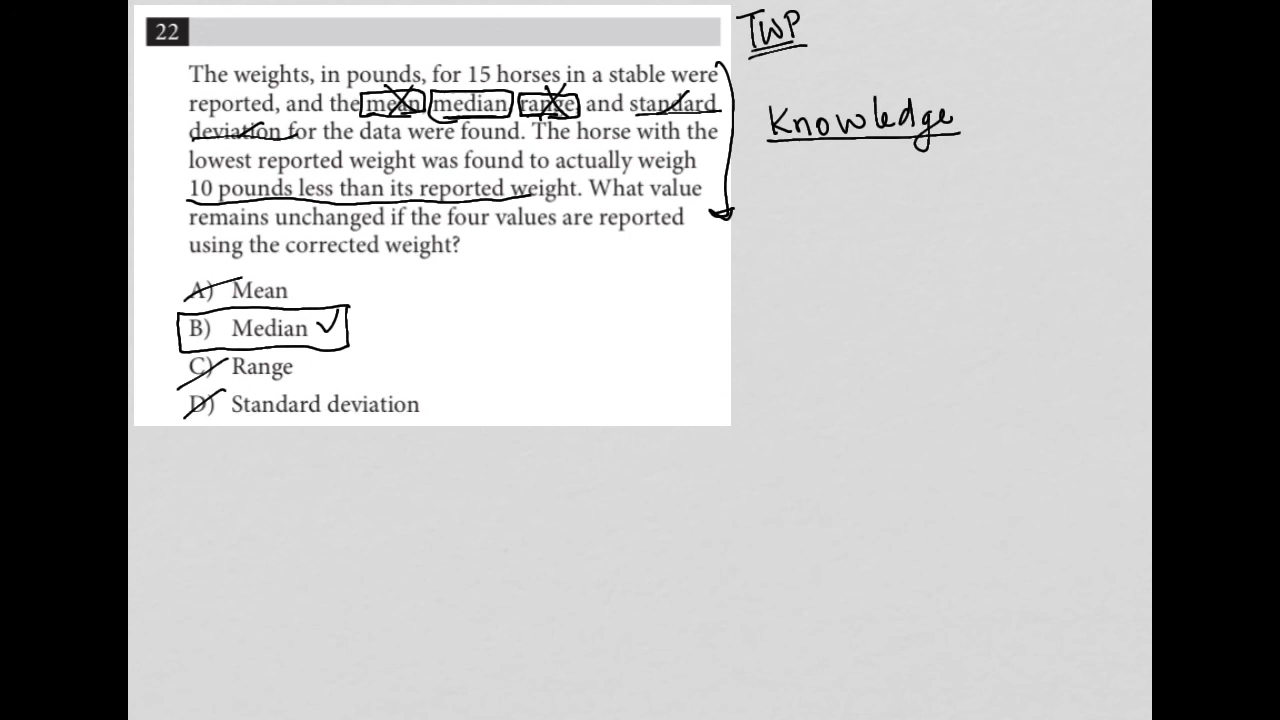 22
TWP
The weights, in pounds, for 15 horses in a stable were
reported, and the mean, median, range, and standard
deviation for the data were found. The horse with the
lowest reported weight was found to actually weigh
10 pounds less than its reported weight. What value
remains unchanged if the four values are reported
using the corrected weight?
Knowledge
A) Mean
B) Median
C) Range
D) Standard deviation